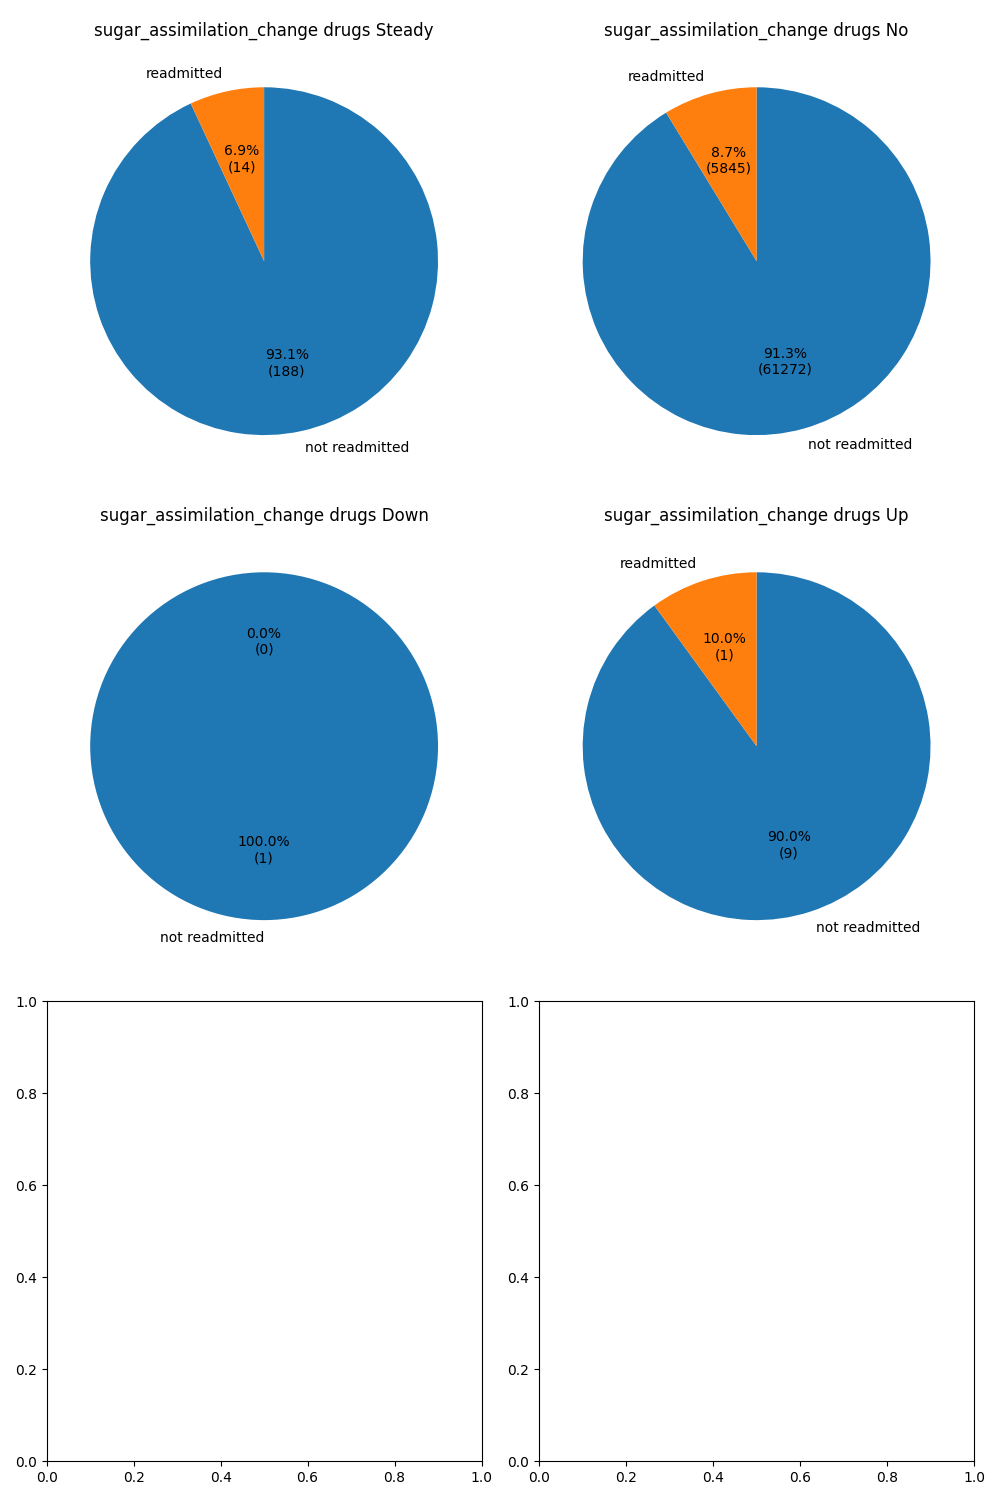 sugar_assimilation_change drugs Steady
readmitted
6.9%
(14)
93.1%
(188)
not readmitted
sugar_assimilation_change drugs No
readmitted
8.7%
(5845)
91.3%
(61272)
not readmitted
sugar_assimilation_change drugs Down
0.0%
(0)
100.0%
(1)
not readmitted
sugar_assimilation_change drugs Up
readmitted
10.0%
(1)
90.0%
(9)
not readmitted
1.0
0.8
0.6
0.4
0.2
0.0
0.0 0.2 0.4 0.6 0.8 1.0
1.0
0.8
0.6
0.4
0.2
0.0
0.0 0.2 0.4 0.6 0.8 1.0